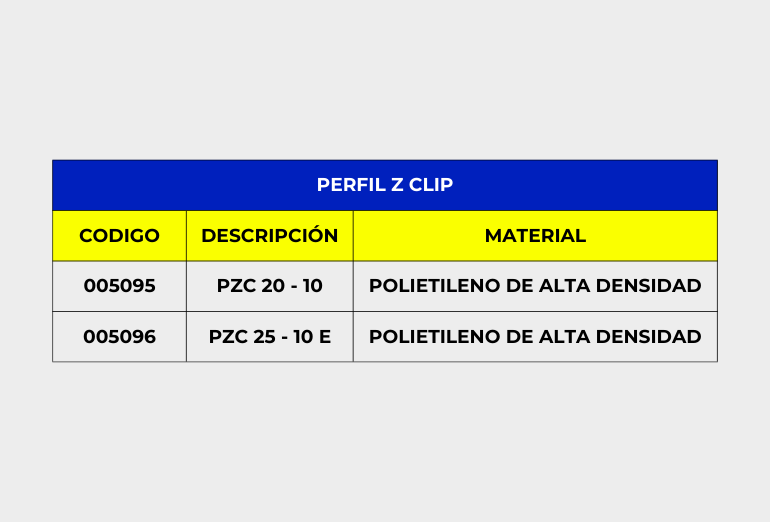 PERFIL Z CLIP
CODIGO DESCRIPCIÓN MATERIAL
005095 PZC 20 - 10 POLIETILENO DE ALTA DENSIDAD
005096 PZC 25 - 10 E POLIETILENO DE ALTA DENSIDAD